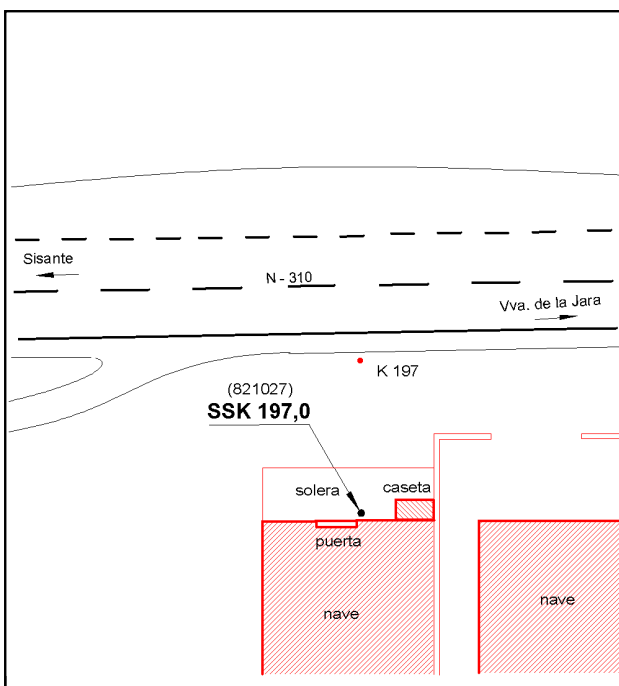 Sisante
N - 310
Vva. de la Jara
K 197
(821027)
SSK 197,0
solera
caseta
puerta
nave
nave